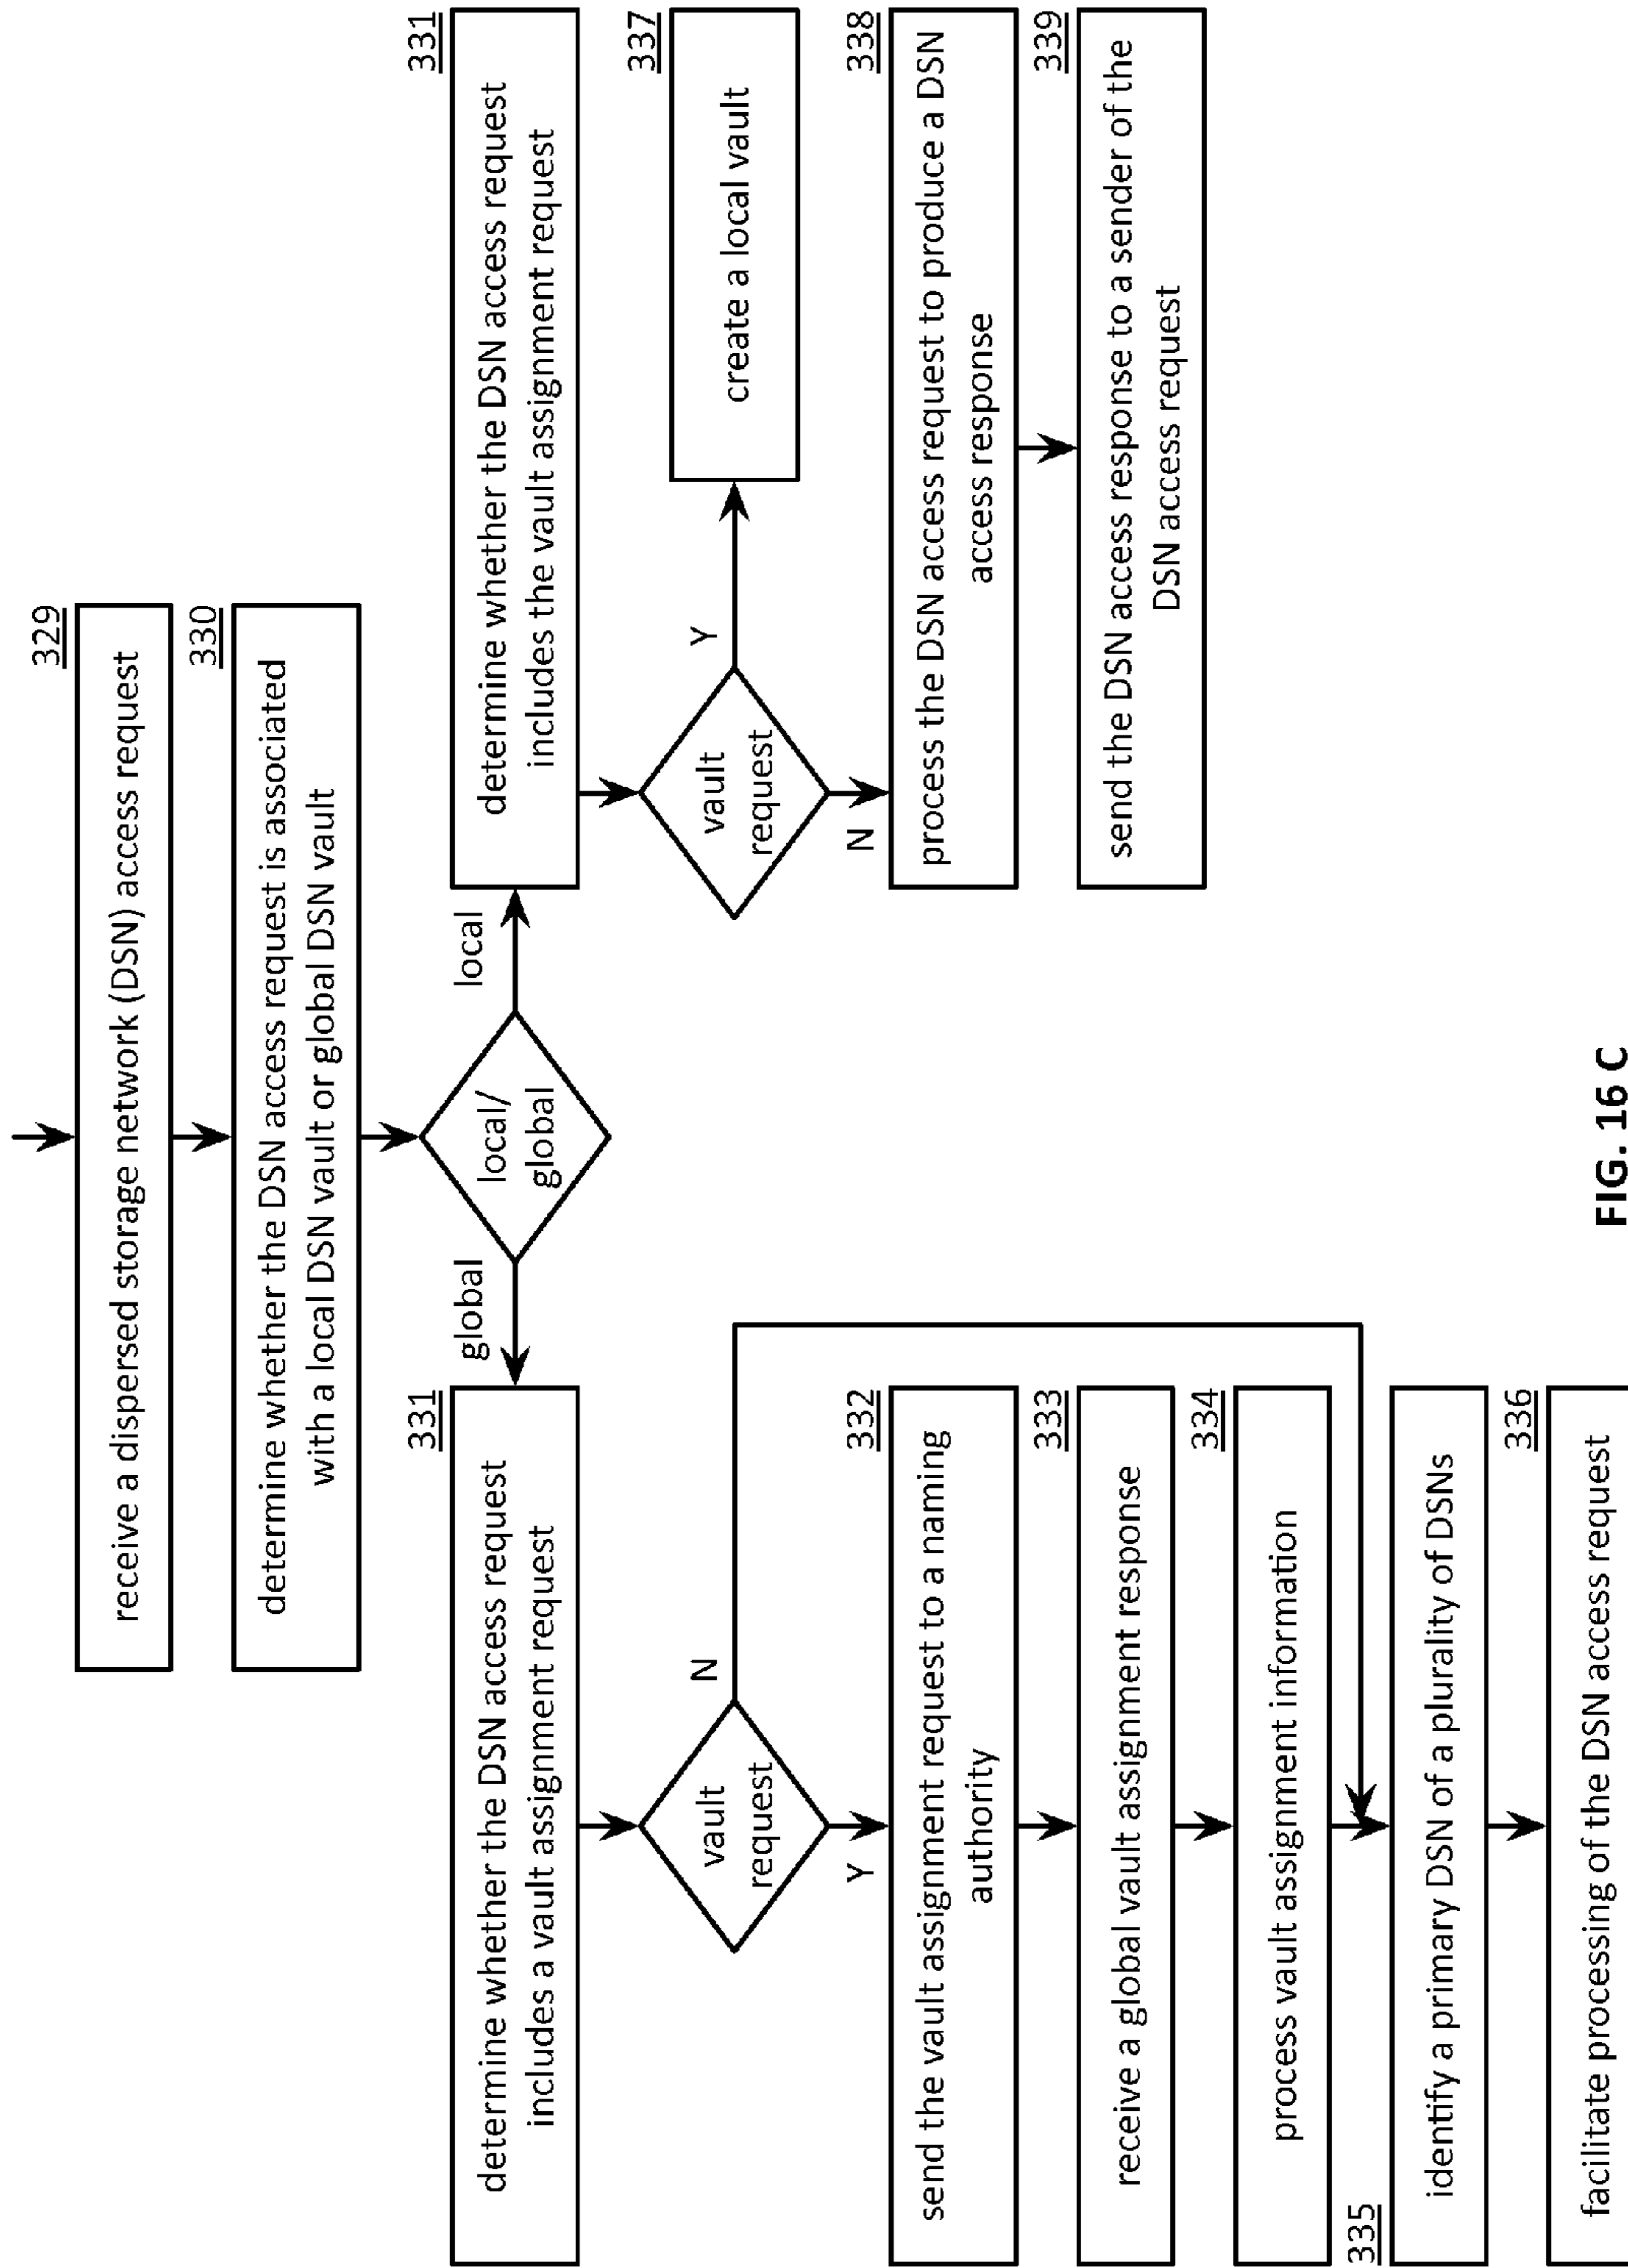 329
receive a dispersed storage network (DSN) access request
330
determine whether the DSN access request is associated
with a local DSN vault or global DSN vault
local/
global
global
local
331
determine whether the DSN access request
includes a vault assignment request
vault
request
N
Y
332
send the vault assignment request to a naming
authority
333
receive a global vault assignment response
334
process vault assignment information
335
identify a primary DSN of a plurality of DSNs
336
facilitate processing of the DSN access request
331
determine whether the DSN access request
includes the vault assignment request
vault
request
Y
N
337
create a local vault
338
process the DSN access request to produce a DSN
access response
339
send the DSN access response to a sender of the
DSN access request
FIG. 16 C